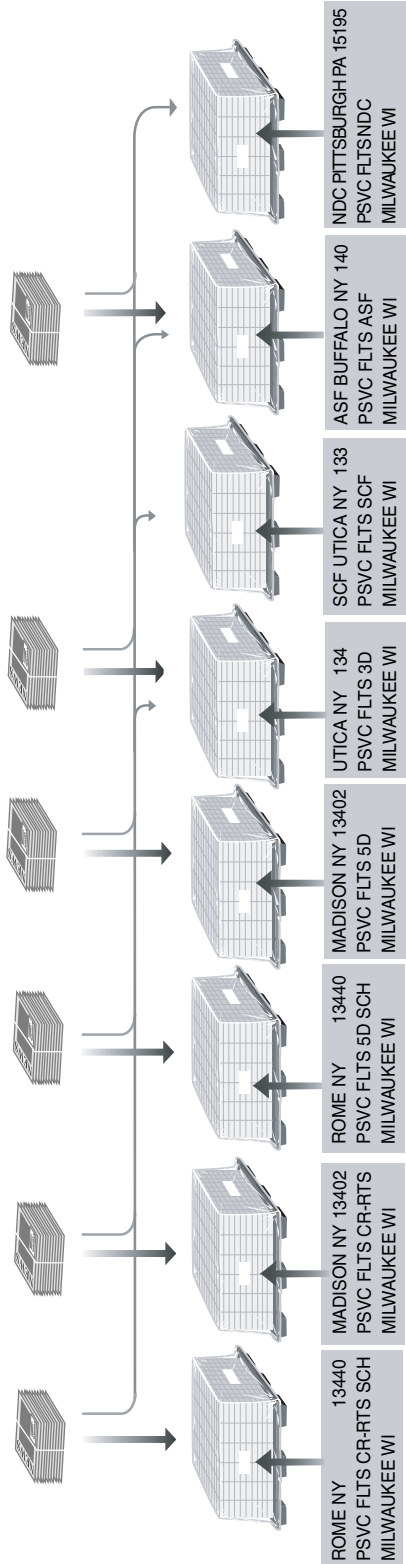 ROME NY 13440
PSVC FLTS CR-RTS SCH
MILWAUKEE WI
MADISON NY 13402
PSVC FLTS CR-RTS
MILWAUKEE WI
ROME NY 13440
PSVC FLTS 5D SCH
MILWAUKEE WI
MADISON NY 13402
PSVC FLTS 5D
MILWAUKEE WI
UTICA NY 134
PSVC FLTS 3D
MILWAUKEE WI
SCF UTICA NY 133
PSVC FLTS SCF
MILWAUKEE WI
ASF BUFFALO NY 140
PSVC FLTS ASF
MILWAUKEE WI
NDC PITTSBURGH PA 15195
PSVC FLTSNDC
MILWAUKEE WI